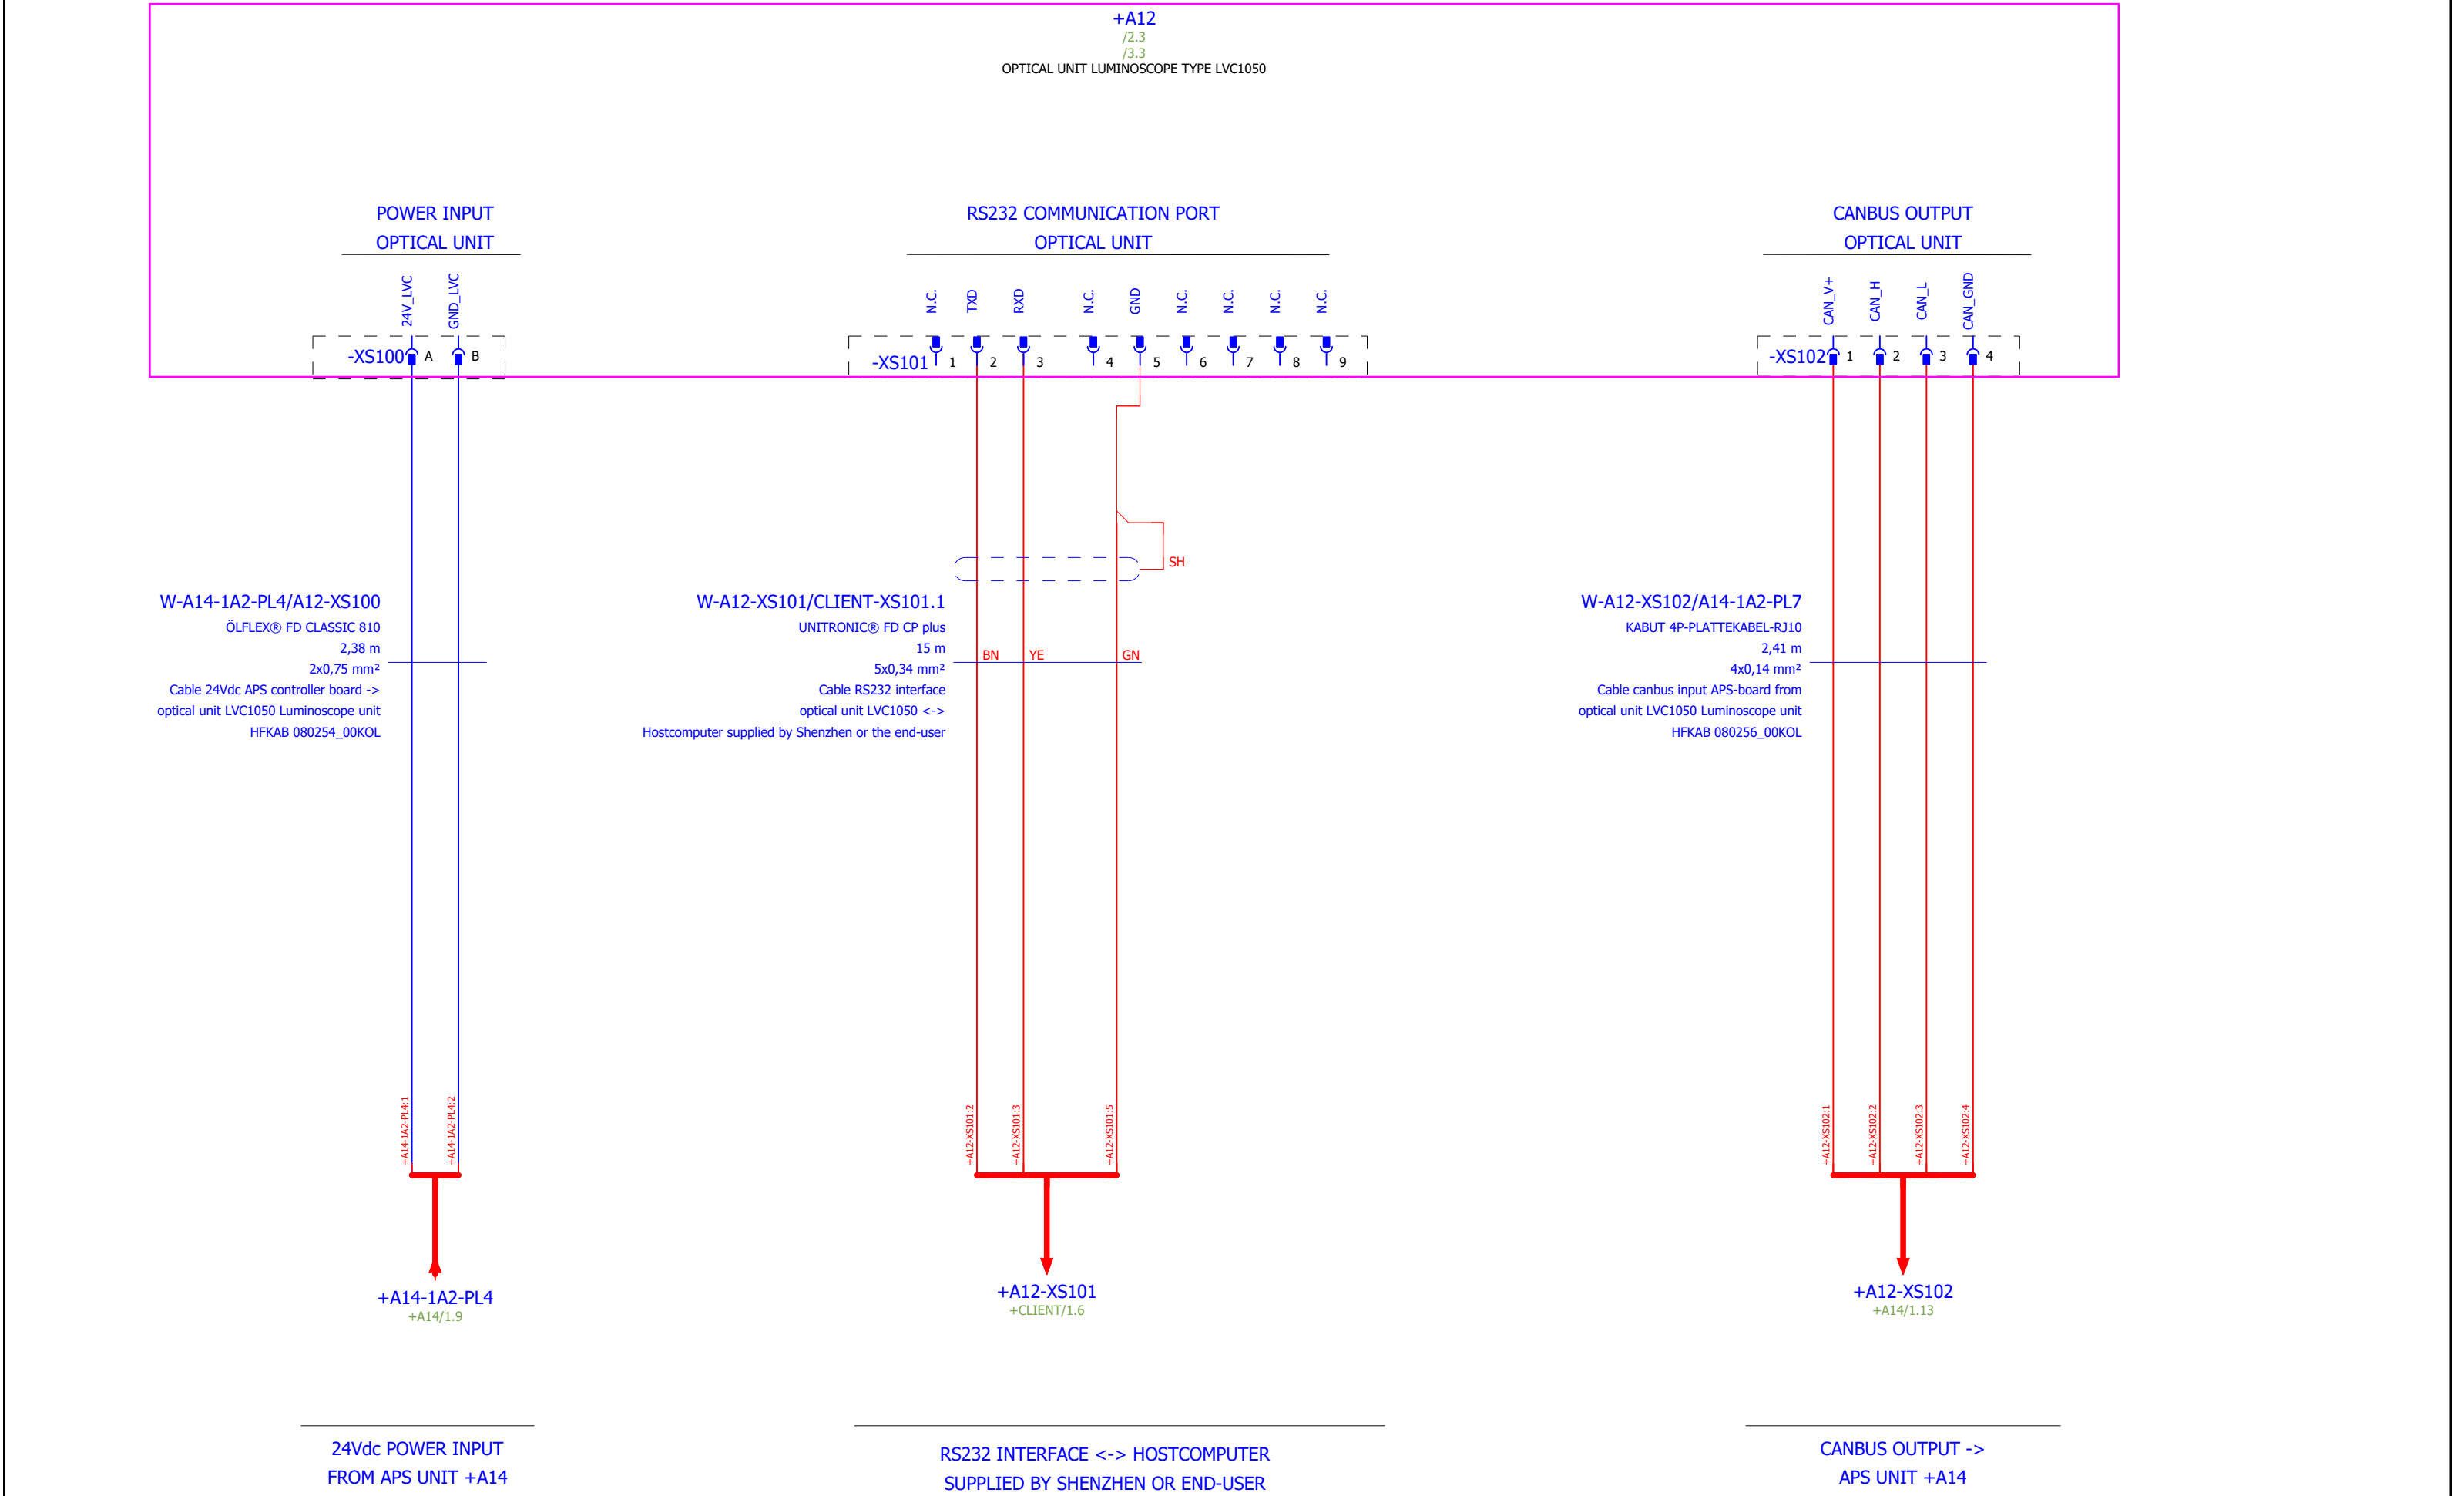 +A12
/2.3
/3.3
OPTICAL UNIT LUMINOSCOPE TYPE LVC1050
POWER INPUT
OPTICAL UNIT
24V_LVC
GND_LVC
-XS100
A
B
RS232 COMMUNICATION PORT
OPTICAL UNIT
N.C.
TXD
RXD
N.C.
GND
N.C.
N.C.
N.C.
N.C.
-XS101
1
2
3
4
5
6
7
8
9
CANBUS OUTPUT
OPTICAL UNIT
CAN_V+
CAN_H
CAN_L
CAN_GND
-XS102
1
2
3
4
SH
W-A14-1A2-PL4/A12-XS100
ÖLFLEX® FD CLASSIC 810
2,38 m
2x0,75 mm²
Cable 24Vdc APS controller board ->
optical unit LVC1050 Luminoscope unit
HFKAB 080254_00KOL
W-A12-XS101/CLIENT-XS101.1
UNITRONIC® FD CP plus
15 m
5x0,34 mm²
Cable RS232 interface
optical unit LVC1050 <->
Hostcomputer supplied by Shenzhen or the end-user
BN
YE
GN
W-A12-XS102/A14-1A2-PL7
KABUT 4P-PLATTEKABEL-RJ10
2,41 m
4x0,14 mm²
Cable canbus input APS-board from
optical unit LVC1050 Luminoscope unit
HFKAB 080256_00KOL
+A14-1A2-PL4:1
+A14-1A2-PL4:2
+A12-XS101:2
+A12-XS101:3
+A12-XS101:5
+A12-XS102:1
+A12-XS102:2
+A12-XS102:3
+A12-XS102:4
+A14-1A2-PL4
+A14/1.9
+A12-XS101
+CLIENT/1.6
+A12-XS102
+A14/1.13
24Vdc POWER INPUT
FROM APS UNIT +A14
RS232 INTERFACE <-> HOSTCOMPUTER
SUPPLIED BY SHENZHEN OR END-USER
CANBUS OUTPUT ->
APS UNIT +A14